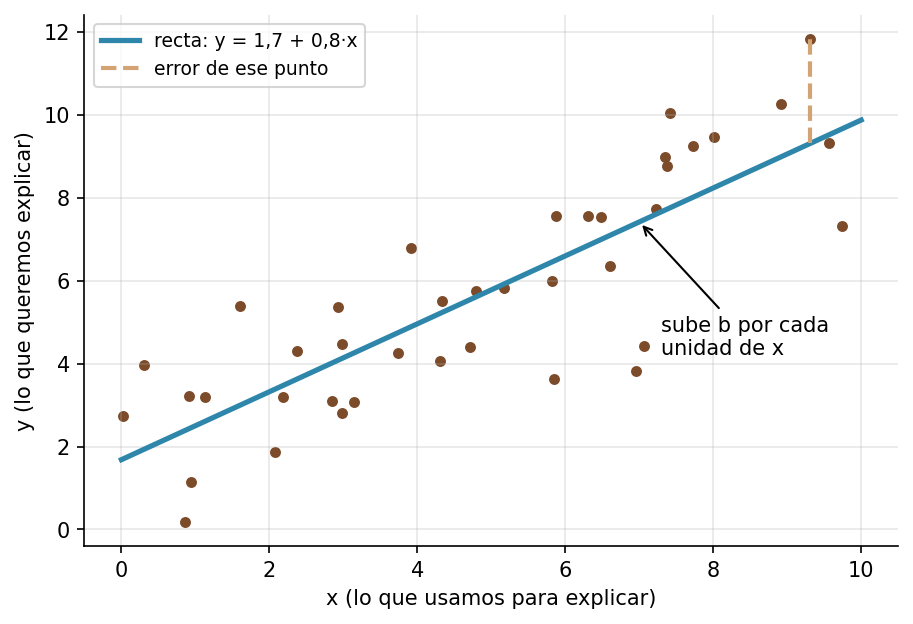 recta: y = 1,7 + 0,8·x
error de ese punto
12
10
8
6
4
2
0
y (lo que queremos explicar)
sube b por cada
unidad de x
0 2 4 6 8 10
x (lo que usamos para explicar)